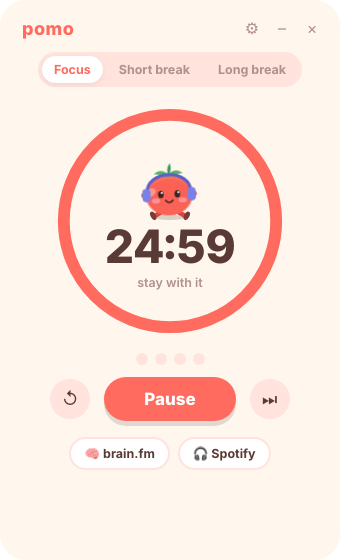 pomo
Focus Short break Long break
24:59
stay with it
Pause
brain.fm Spotify